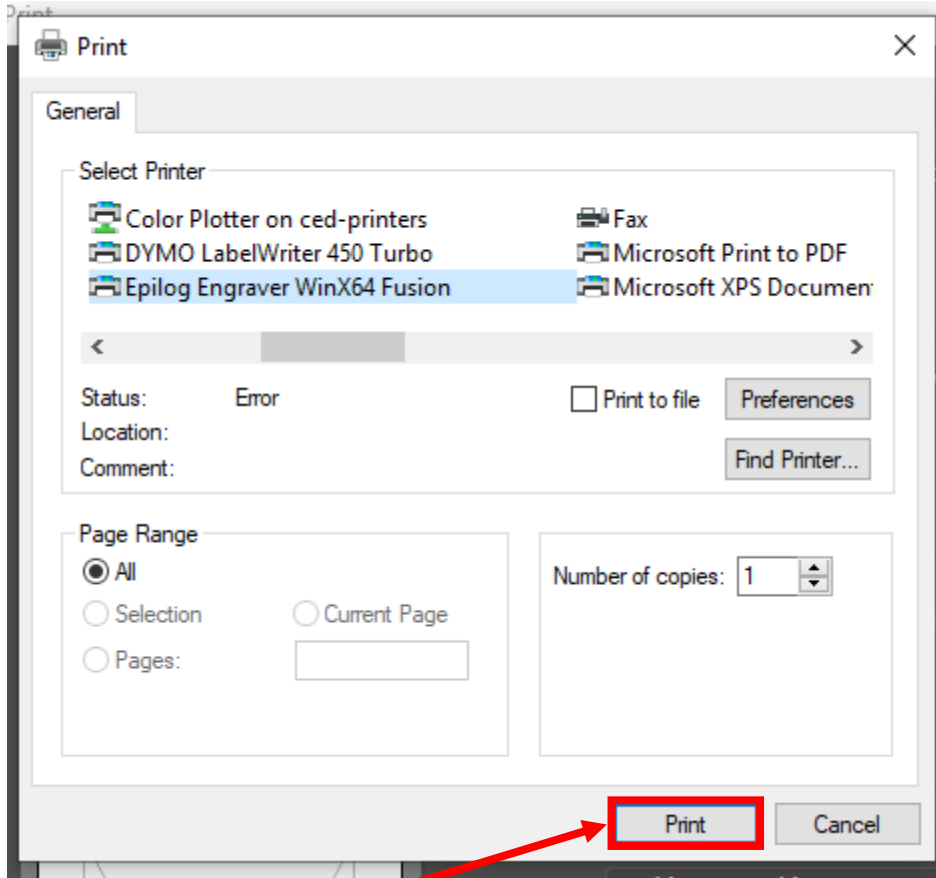 Print
Print
General
Select Printer
Color Plotter on ced-printers
Fax
DYMO LabelWriter 450 Turbo
Microsoft Print to PDF
Epilog Engraver WinX64 Fusion
Microsoft XPS Documen
Status: Error
Print to file
Preferences
Location:
Comment:
Find Printer...
Page Range
All
Number of copies: 1
Selection
Current Page
Pages:
Print
Cancel